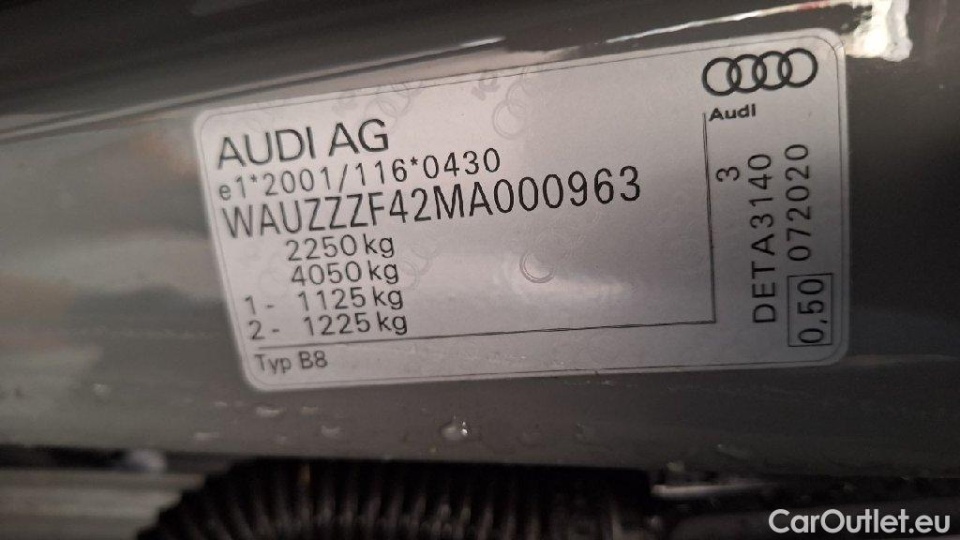 AUDI AG
e1*2001/116*0430
WAUZZZF42MA000963
2250 kg
4050 kg
1 - 1125 kg
2 - 1225 kg
Typ B8
Audi
3
DETA3140
072020
0,50
CarOutlet.eu